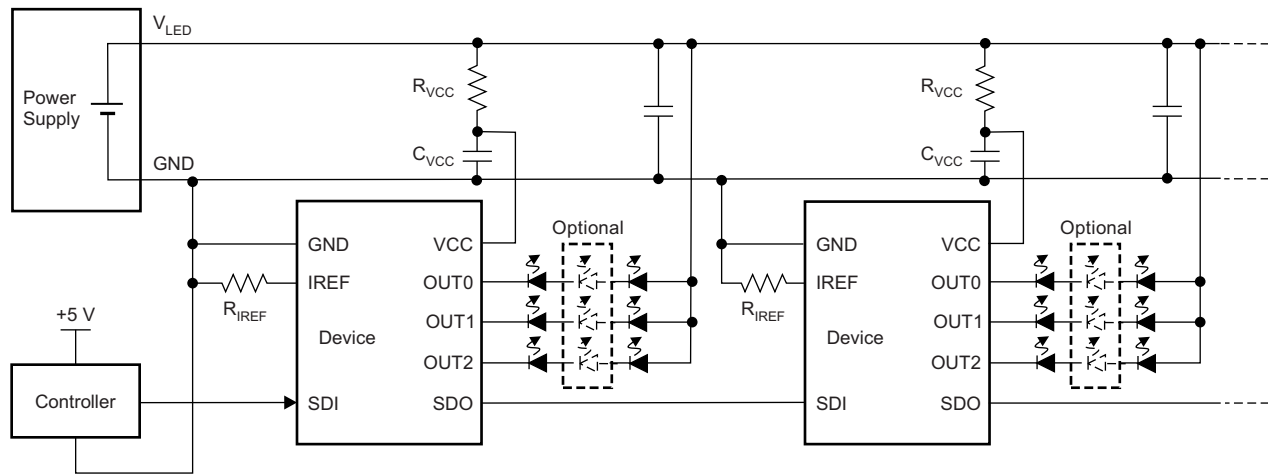 V_LED
Power
Supply
GND
R_VCC
C_VCC
R_VCC
C_VCC
GND
IREF
Device
SDI
VCC
OUT0
OUT1
OUT2
SDO
Optional
R_IREF
+5 V
Controller
GND
IREF
Device
SDI
VCC
OUT0
OUT1
OUT2
SDO
Optional
R_IREF